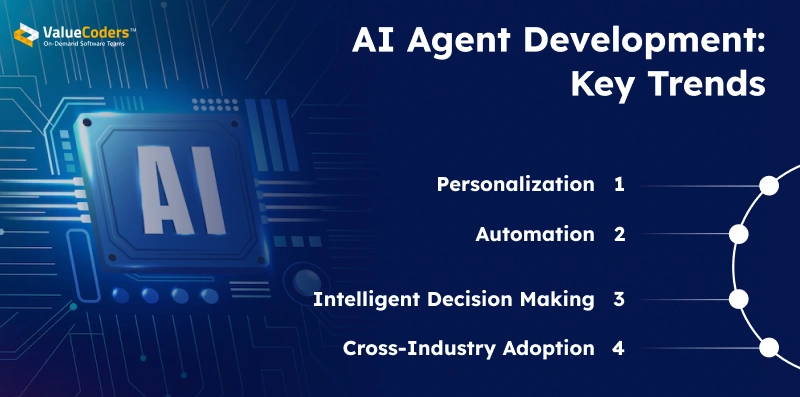 ValueCoders™
On-Demand Software Teams
AI Agent Development:
Key Trends
AI
Personalization 1
Automation 2
Intelligent Decision Making 3
Cross-Industry Adoption 4